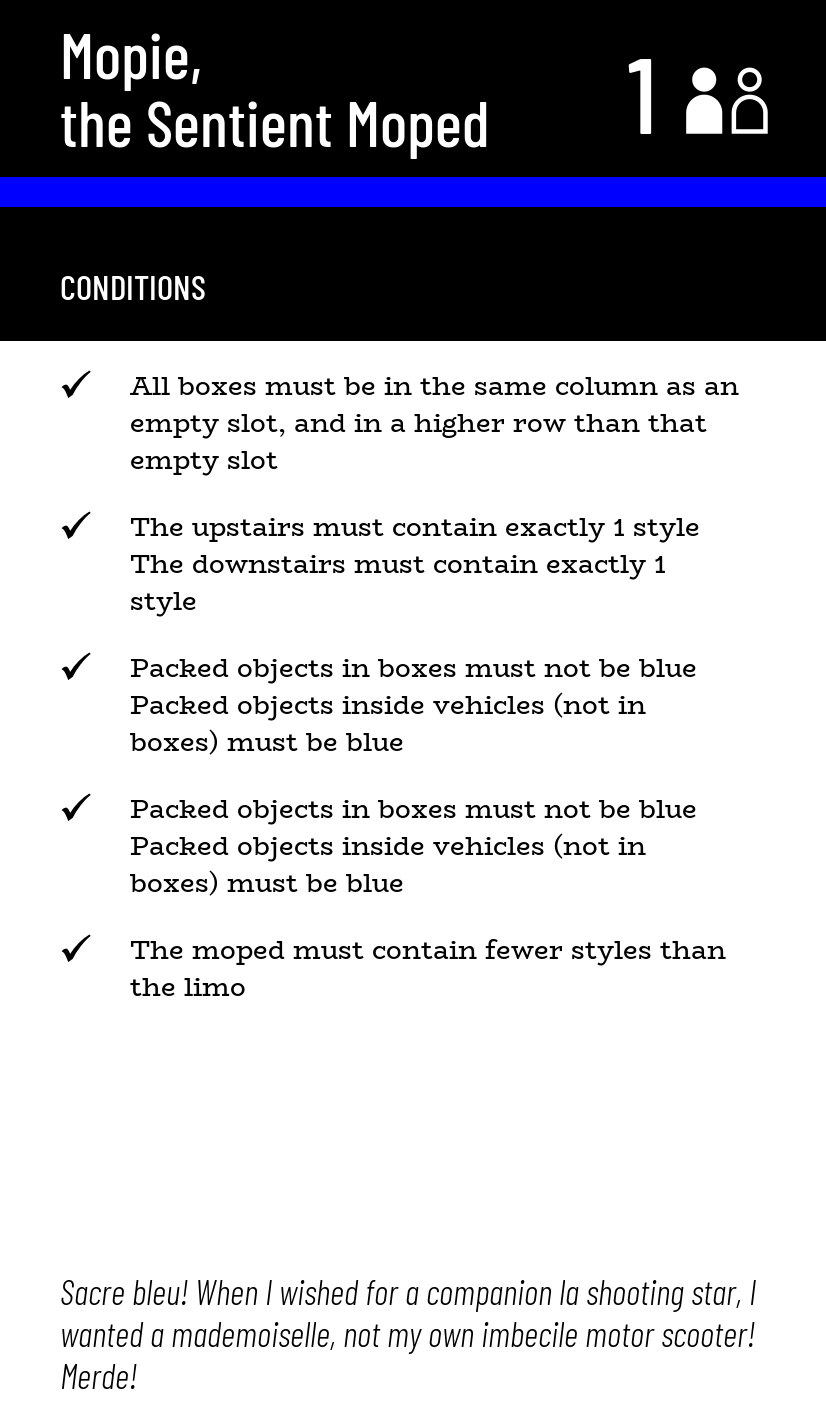 Mopie,
the Sentient Moped
1
CONDITIONS
✓ All boxes must be in the same column as an
empty slot, and in a higher row than that
empty slot
✓ The upstairs must contain exactly 1 style
The downstairs must contain exactly 1
style
✓ Packed objects in boxes must not be blue
Packed objects inside vehicles (not in
boxes) must be blue
✓ Packed objects in boxes must not be blue
Packed objects inside vehicles (not in
boxes) must be blue
✓ The moped must contain fewer styles than
the limo
Sacre bleu! When I wished for a companion la shooting star, I
wanted a mademoiselle, not my own imbecile motor scooter!
Merde!